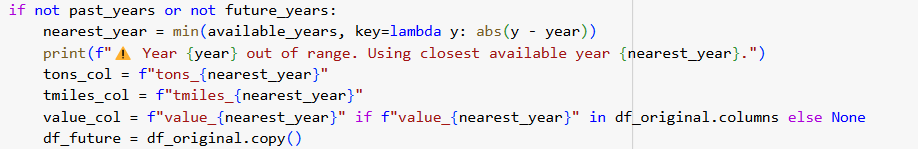 if not past_years or not future_years:
    nearest_year = min(available_years, key=lambda y: abs(y - year))
    print(f"⚠️ Year {year} out of range. Using closest available year {nearest_year}.")
    tons_col = f"tons_{nearest_year}"
    tmiles_col = f"tmiles_{nearest_year}"
    value_col = f"value_{nearest_year}" if f"value_{nearest_year}" in df_original.columns else None
    df_future = df_original.copy()